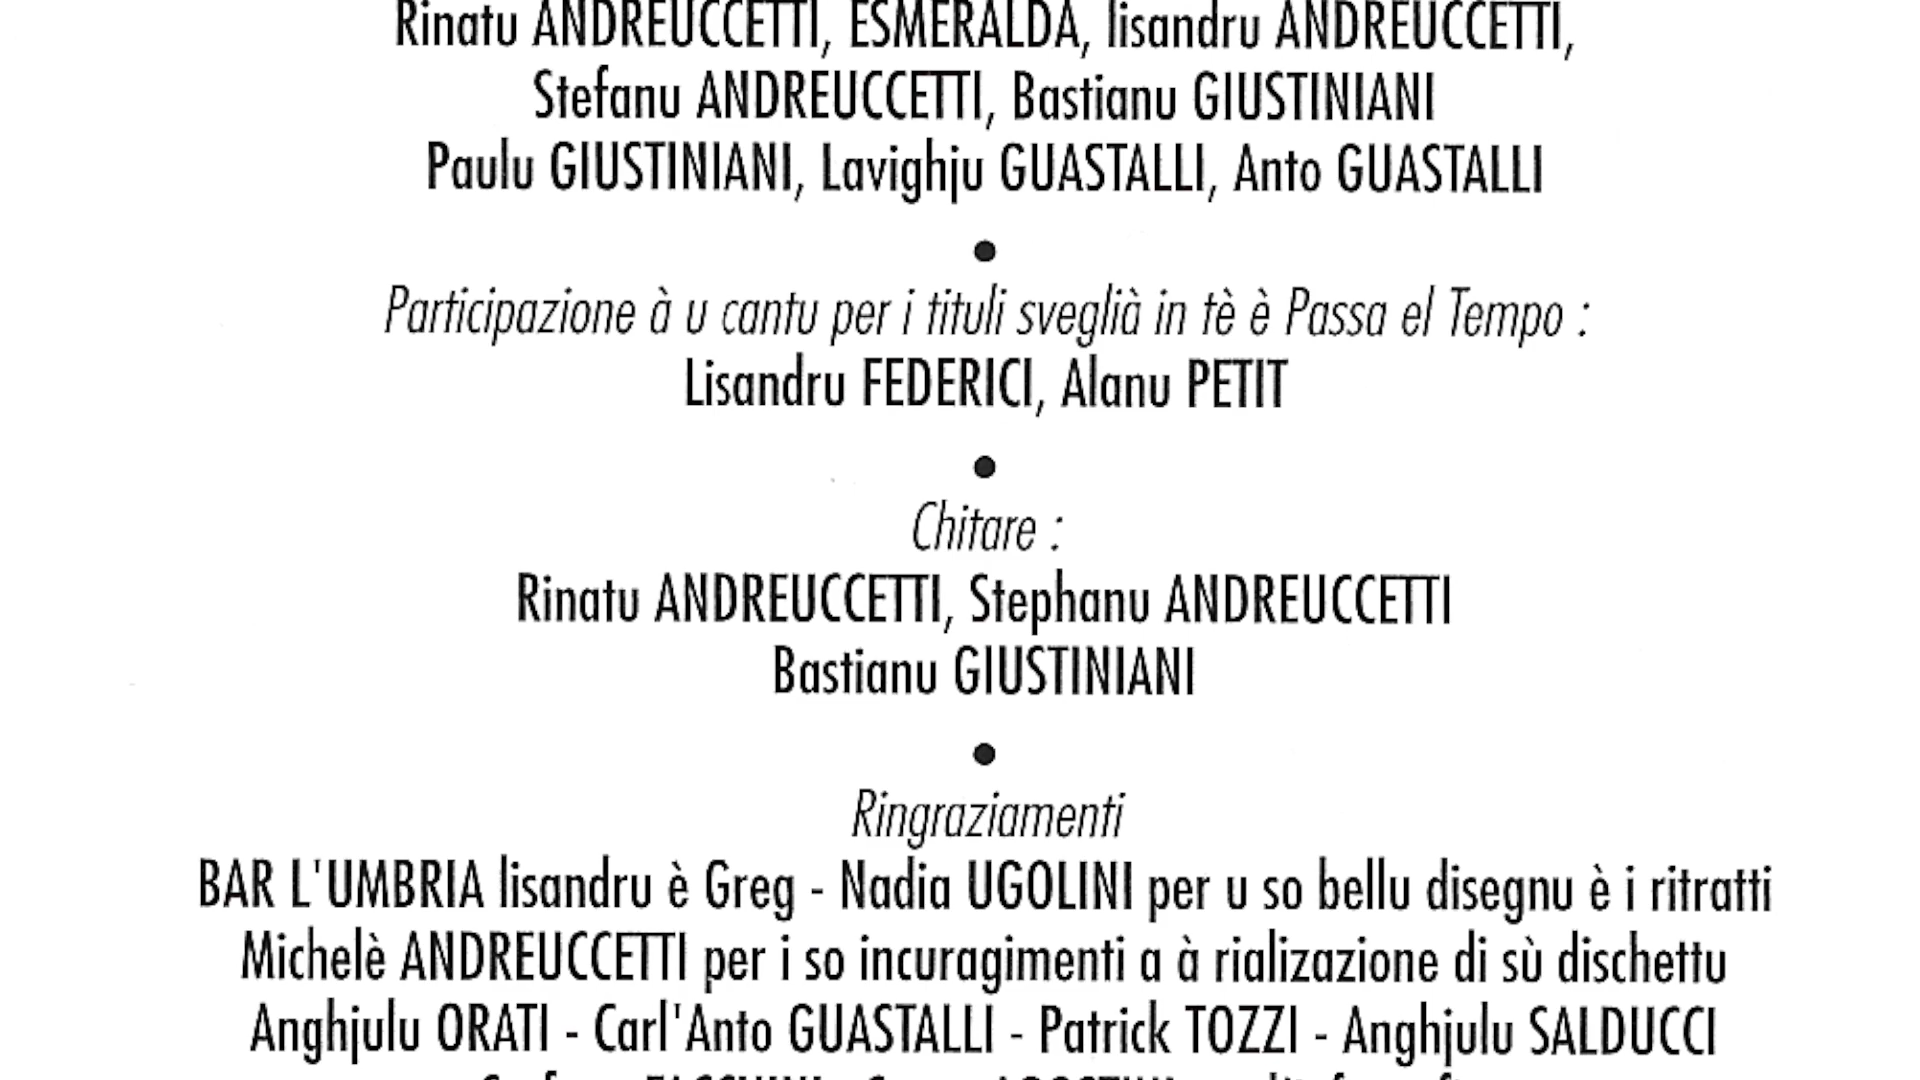 Rinatu ANDREUCCETTI, ESMERALDA, lisandru ANDREUCCETTI,
Stefanu ANDREUCCETTI, Bastianu GIUSTINIANI
Paulu GIUSTINIANI, Lavighju GUASTALLI, Anto GUASTALLI
•
Participazione à u cantu per i tituli sveglià in tè è Passa el Tempo :
Lisandru FEDERICI, Alanu PETIT
•
Chitare :
Rinatu ANDREUCCETTI, Stephanu ANDREUCCETTI
Bastianu GIUSTINIANI
•
Ringraziamenti
BAR L'UMBRIA lisandru è Greg - Nadia UGOLINI per u so bellu disegnu è i ritratti
Michelè ANDREUCCETTI per i so incuragimenti a à rializazione di sù dischettu
Anghjulu ORATI - Carl'Anto GUASTALLI - Patrick TOZZI - Anghjulu SALDUCCI